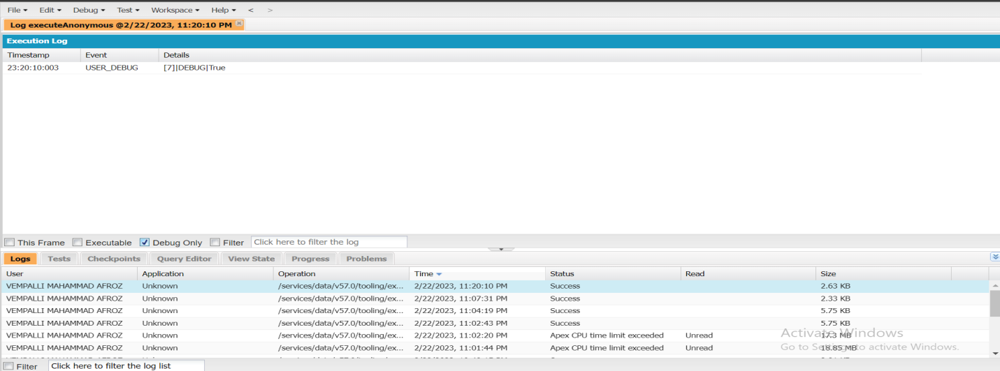 File Edit Debug Test Workspace Help < >
Log executeAnonymous @2/22/2023, 11:20:10 PM
Execution Log
Timestamp Event Details
23:20:10:003 USER_DEBUG [7]|DEBUG|True
This Frame Executable Debug Only Filter Click here to filter the log
Logs Tests Checkpoints Query Editor View State Progress Problems
User Application Operation Time Status Read Size
VEMPALLI MAHAMMAD AFROZ Unknown /services/data/v57.0/tooling/ex... 2/22/2023, 11:20:10 PM Success 2.63 KB
VEMPALLI MAHAMMAD AFROZ Unknown /services/data/v57.0/tooling/ex... 2/22/2023, 11:07:31 PM Success 2.33 KB
VEMPALLI MAHAMMAD AFROZ Unknown /services/data/v57.0/tooling/ex... 2/22/2023, 11:04:19 PM Success 5.75 KB
VEMPALLI MAHAMMAD AFROZ Unknown /services/data/v57.0/tooling/ex... 2/22/2023, 11:02:43 PM Success 5.75 KB
Activate Windows
VEMPALLI MAHAMMAD AFROZ Unknown /services/data/v57.0/tooling/ex... 2/22/2023, 11:02:20 PM Apex CPU time limit exceeded Unread 17.3 MB
VEMPALLI MAHAMMAD AFROZ Unknown /services/data/v57.0/tooling/ex... 2/22/2023, 11:01:44 PM Apex CPU time limit exceeded Unread 18.85 MB
Go to Settings to activate Windows.
Filter Click here to filter the log list